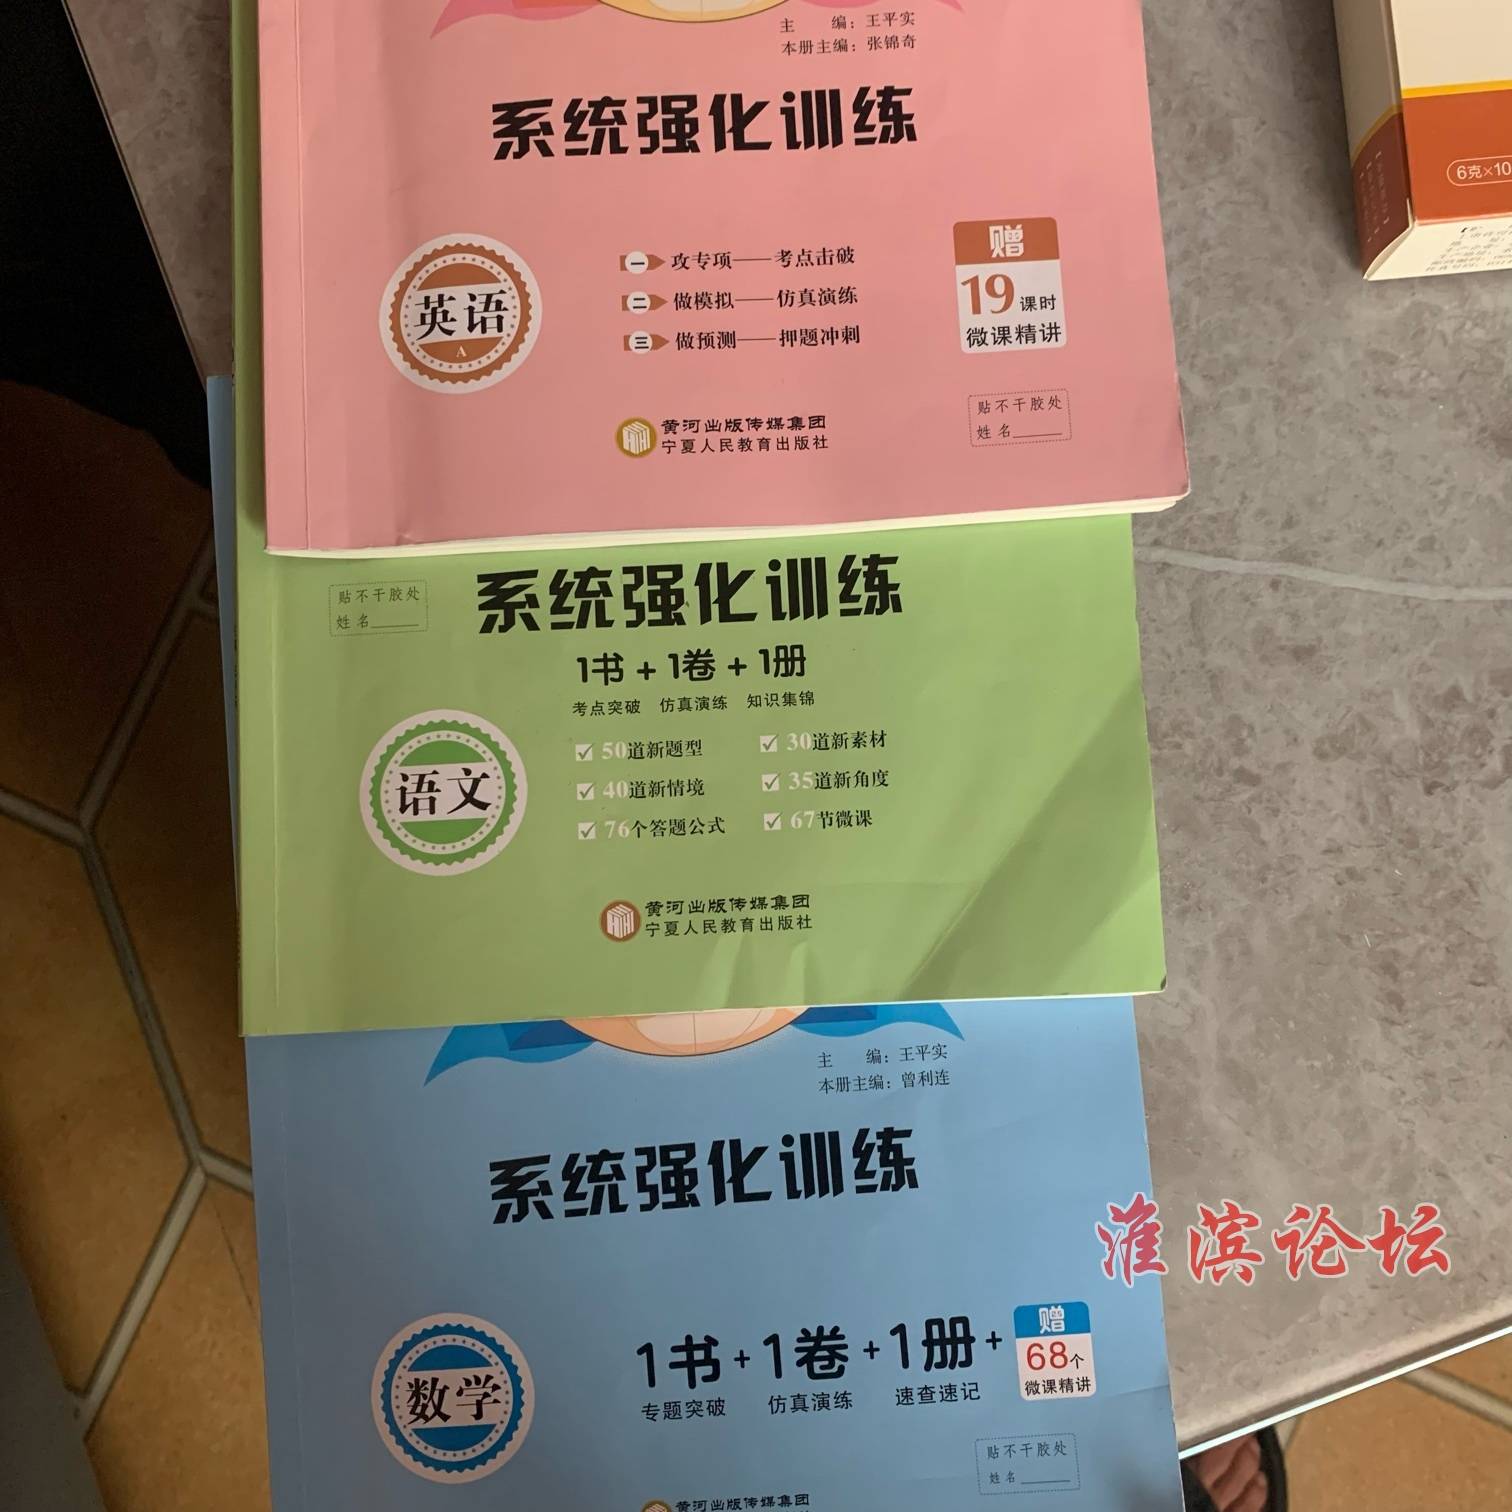 主 编：王平实
本册主编：张锦奇
系统强化训练
英语
A
一 攻专项——考点击破
二 做模拟——仿真演练
三 做预测——押题冲刺
赠
19课时
微课精讲
贴不干胶处
姓名
黄河出版传媒集团
宁夏人民教育出版社
6克×10
贴不干胶处
姓名
系统强化训练
1书+1卷+1册
考点突破 仿真演练 知识集锦
语文
50道新题型
30道新素材
40道新情境
35道新角度
76个答题公式
67节微课
黄河出版传媒集团
宁夏人民教育出版社
主 编：王平实
本册主编：曾利连
系统强化训练
淮滨论坛
数学
1书+1卷+1册+
专题突破 仿真演练 速查速记
赠
68个
微课精讲
贴不干胶处
姓名
黄河出版传媒集团